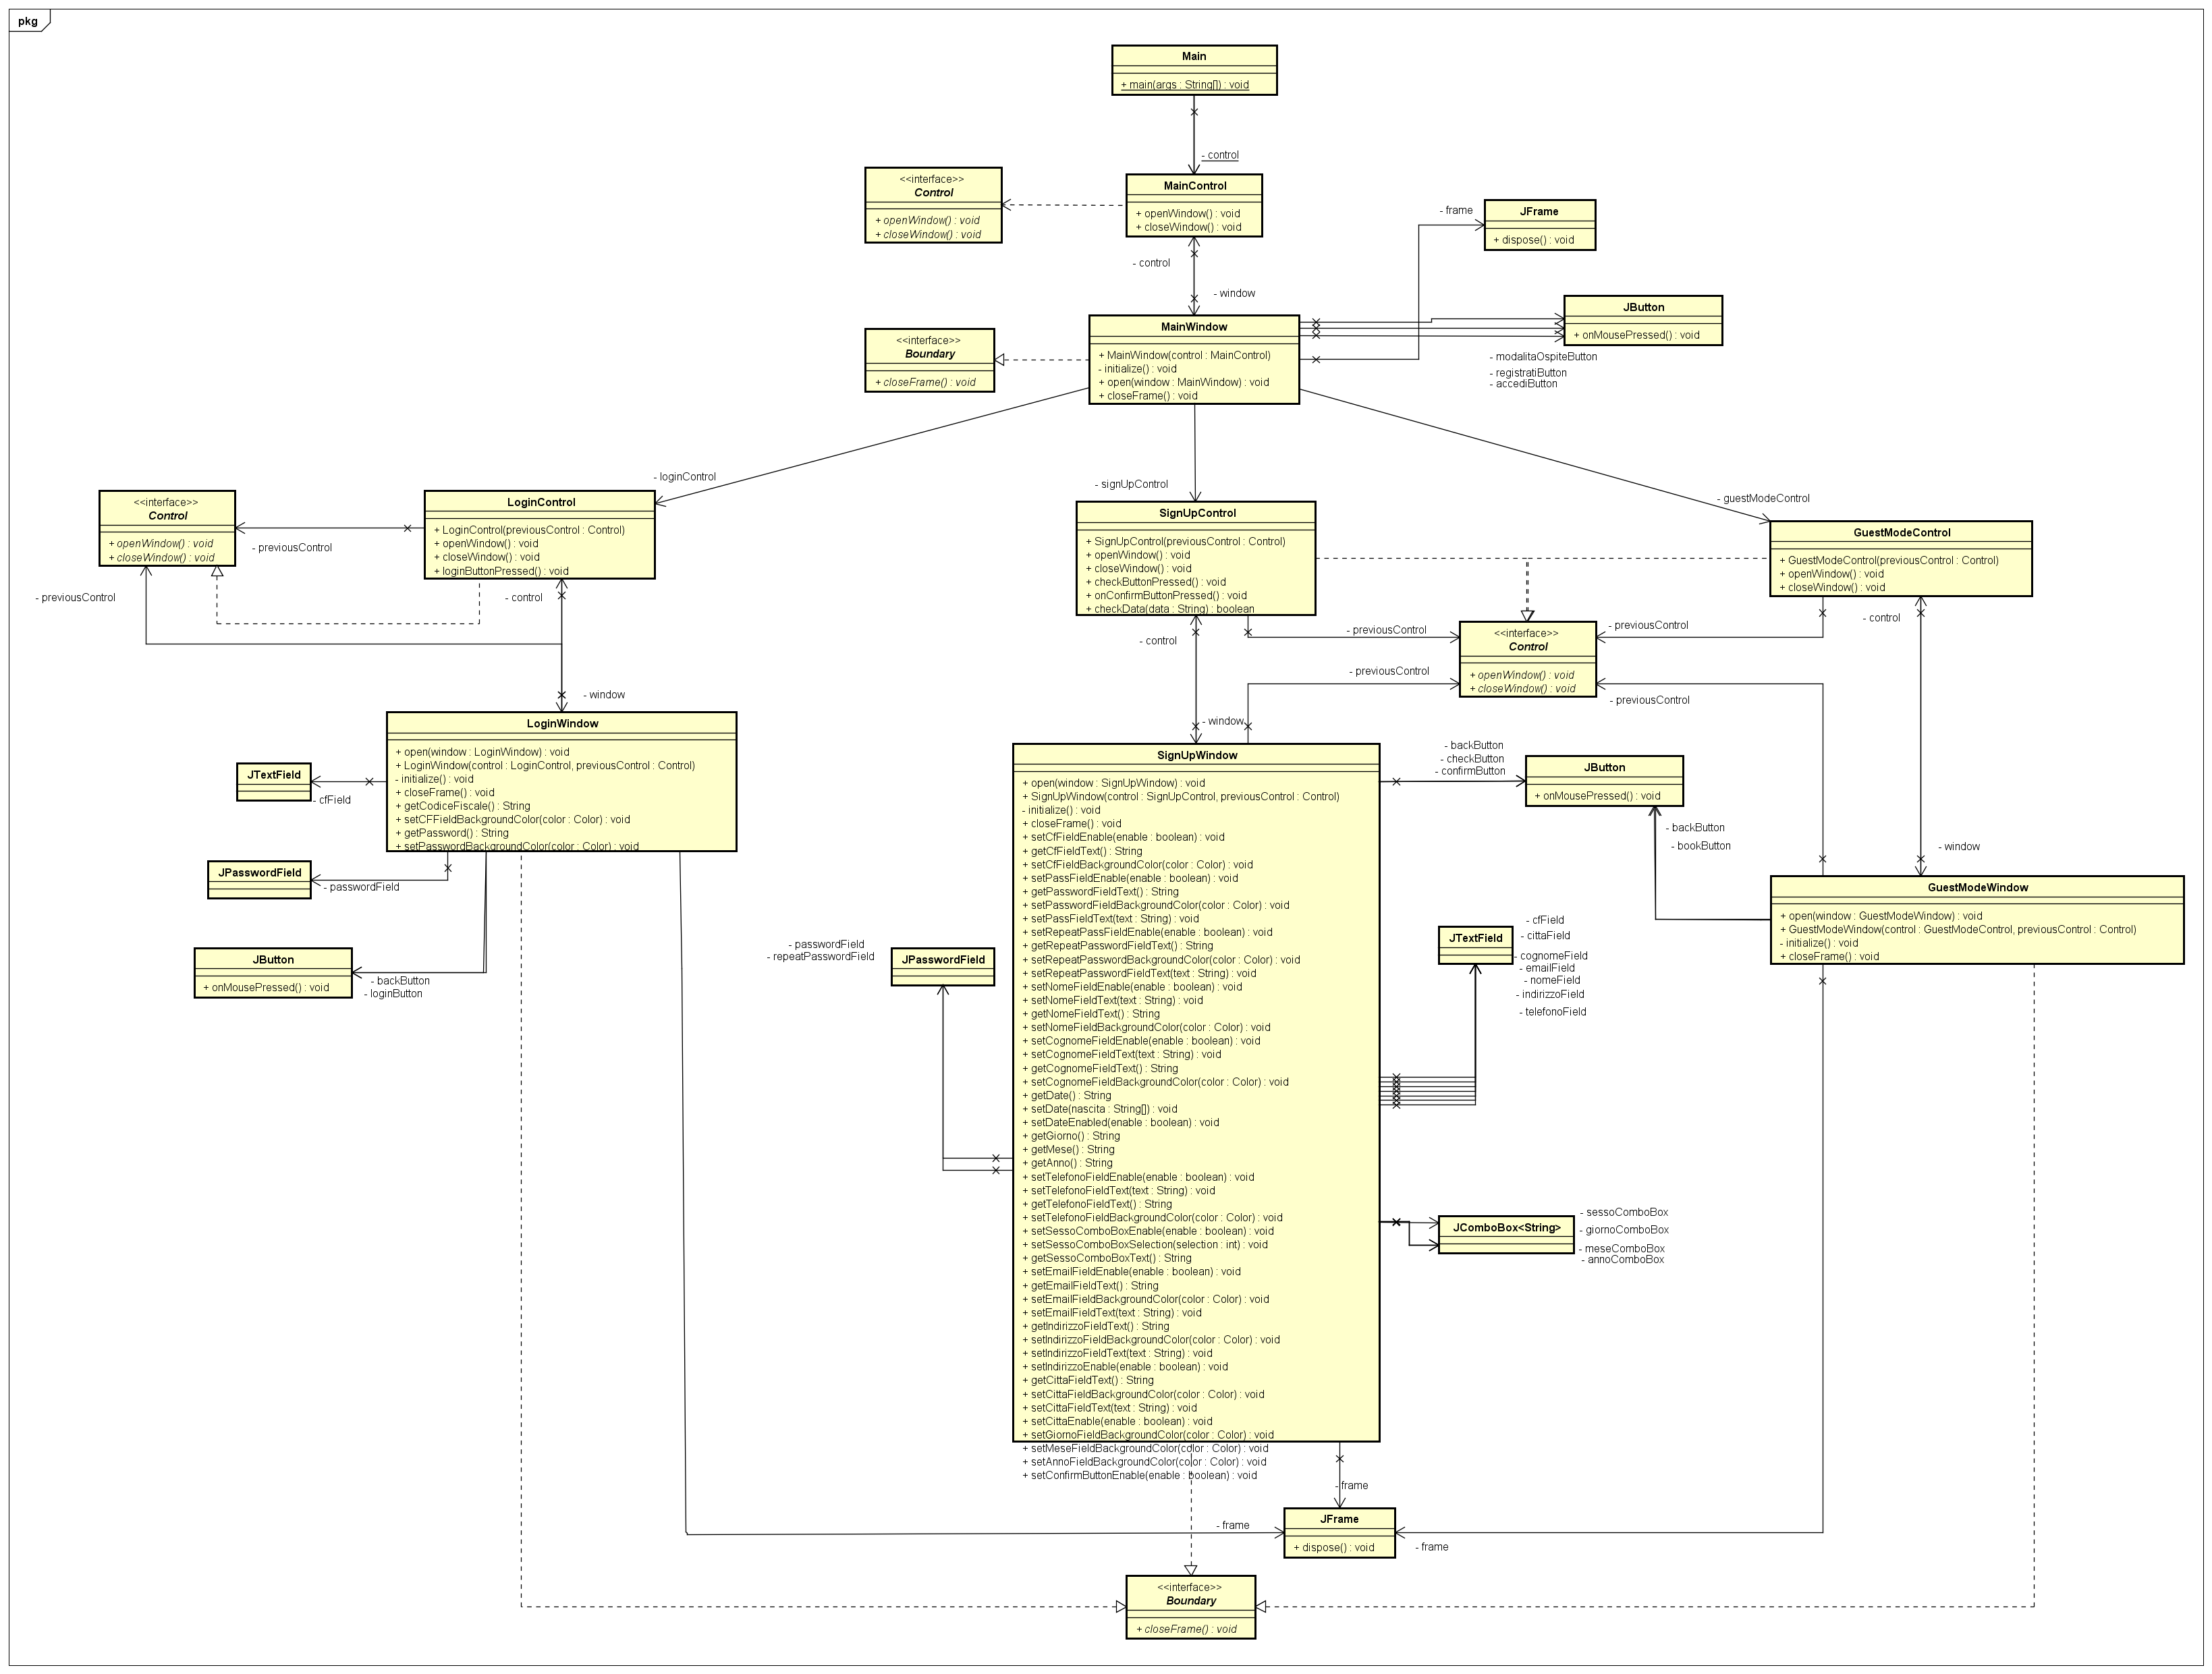 pkg
Main
+ main(args : String[]) : void
- control
<<interface>>
Control
+ openWindow() : void
+ closeWindow() : void
MainControl
+ openWindow() : void
+ closeWindow() : void
- frame
JFrame
+ dispose() : void
- control
- window
<<interface>>
Boundary
+ closeFrame() : void
MainWindow
+ MainWindow(control : MainControl)
- initialize() : void
+ open(window : MainWindow) : void
+ closeFrame() : void
JButton
+ onMousePressed() : void
- modalitaOspiteButton
- registratiButton
- accediButton
- loginControl
- signUpControl
- guestModeControl
<<interface>>
Control
+ openWindow() : void
+ closeWindow() : void
- previousControl
- previousControl
LoginControl
+ LoginControl(previousControl : Control)
+ openWindow() : void
+ closeWindow() : void
+ loginButtonPressed() : void
- control
- window
SignUpControl
+ SignUpControl(previousControl : Control)
+ openWindow() : void
+ closeWindow() : void
+ checkButtonPressed() : void
+ onConfirmButtonPressed() : void
+ checkData(data : String) : boolean
- control
- window
GuestModeControl
+ GuestModeControl(previousControl : Control)
+ openWindow() : void
+ closeWindow() : void
- control
- window
- previousControl
- previousControl
- previousControl
- previousControl
<<interface>>
Control
+ openWindow() : void
+ closeWindow() : void
LoginWindow
+ open(window : LoginWindow) : void
+ LoginWindow(control : LoginControl, previousControl : Control)
- initialize() : void
+ closeFrame() : void
+ getCodiceFiscale() : String
+ setCFFieldBackgroundColor(color : Color) : void
+ getPassword() : String
+ setPasswordBackgroundColor(color : Color) : void
JTextField
- cfField
JPasswordField
- passwordField
JButton
+ onMousePressed() : void
- backButton
- loginButton
SignUpWindow
+ open(window : SignUpWindow) : void
+ SignUpWindow(control : SignUpControl, previousControl : Control)
- initialize() : void
+ closeFrame() : void
+ setCfFieldEnable(enable : boolean) : void
+ getCfFieldText() : String
+ setCfFieldBackgroundColor(color : Color) : void
+ setPassFieldEnable(enable : boolean) : void
+ getPasswordFieldText() : String
+ setPasswordFieldBackgroundColor(color : Color) : void
+ setPassFieldText(text : String) : void
+ setRepeatPassFieldEnable(enable : boolean) : void
+ getRepeatPasswordFieldText() : String
+ setRepeatPasswordBackgroundColor(color : Color) : void
+ setRepeatPasswordFieldText(text : String) : void
+ setNomeFieldEnable(enable : boolean) : void
+ setNomeFieldText(text : String) : void
+ getNomeFieldText() : String
+ setNomeFieldBackgroundColor(color : Color) : void
+ setCognomeFieldEnable(enable : boolean) : void
+ setCognomeFieldText(text : String) : void
+ getCognomeFieldText() : String
+ setCognomeFieldBackgroundColor(color : Color) : void
+ getDate() : String
+ setDate(nascita : String[]) : void
+ setDateEnabled(enable : boolean) : void
+ getGiorno() : String
+ getMese() : String
+ getAnno() : String
+ setTelefonoFieldEnable(enable : boolean) : void
+ setTelefonoFieldText(text : String) : void
+ getTelefonoFieldText() : String
+ setTelefonoFieldBackgroundColor(color : Color) : void
+ setSessoComboBoxEnable(enable : boolean) : void
+ setSessoComboBoxSelection(selection : int) : void
+ getSessoComboBoxText() : String
+ setEmailFieldEnable(enable : boolean) : void
+ getEmailFieldText() : String
+ setEmailFieldBackgroundColor(color : Color) : void
+ setEmailFieldText(text : String) : void
+ getIndirizzoFieldText() : String
+ setIndirizzoFieldBackgroundColor(color : Color) : void
+ setIndirizzoFieldText(text : String) : void
+ setIndirizzoEnable(enable : boolean) : void
+ getCittaFieldText() : String
+ setCittaFieldBackgroundColor(color : Color) : void
+ setCittaFieldText(text : String) : void
+ setCittaEnable(enable : boolean) : void
+ setGiornoFieldBackgroundColor(color : Color) : void
+ setMeseFieldBackgroundColor(color : Color) : void
+ setAnnoFieldBackgroundColor(color : Color) : void
+ setConfirmButtonEnable(enable : boolean) : void
- passwordField
- repeatPasswordField
JPasswordField
- backButton
- checkButton
- confirmButton
JButton
+ onMousePressed() : void
- backButton
- bookButton
GuestModeWindow
+ open(window : GuestModeWindow) : void
+ GuestModeWindow(control : GuestModeControl, previousControl : Control)
- initialize() : void
+ closeFrame() : void
JTextField
- cfField
- cittaField
- cognomeField
- emailField
- nomeField
- indirizzoField
- telefonoField
JComboBox<String>
- sessoComboBox
- giornoComboBox
- meseComboBox
- annoComboBox
- frame
- frame
- frame
JFrame
+ dispose() : void
<<interface>>
Boundary
+ closeFrame() : void